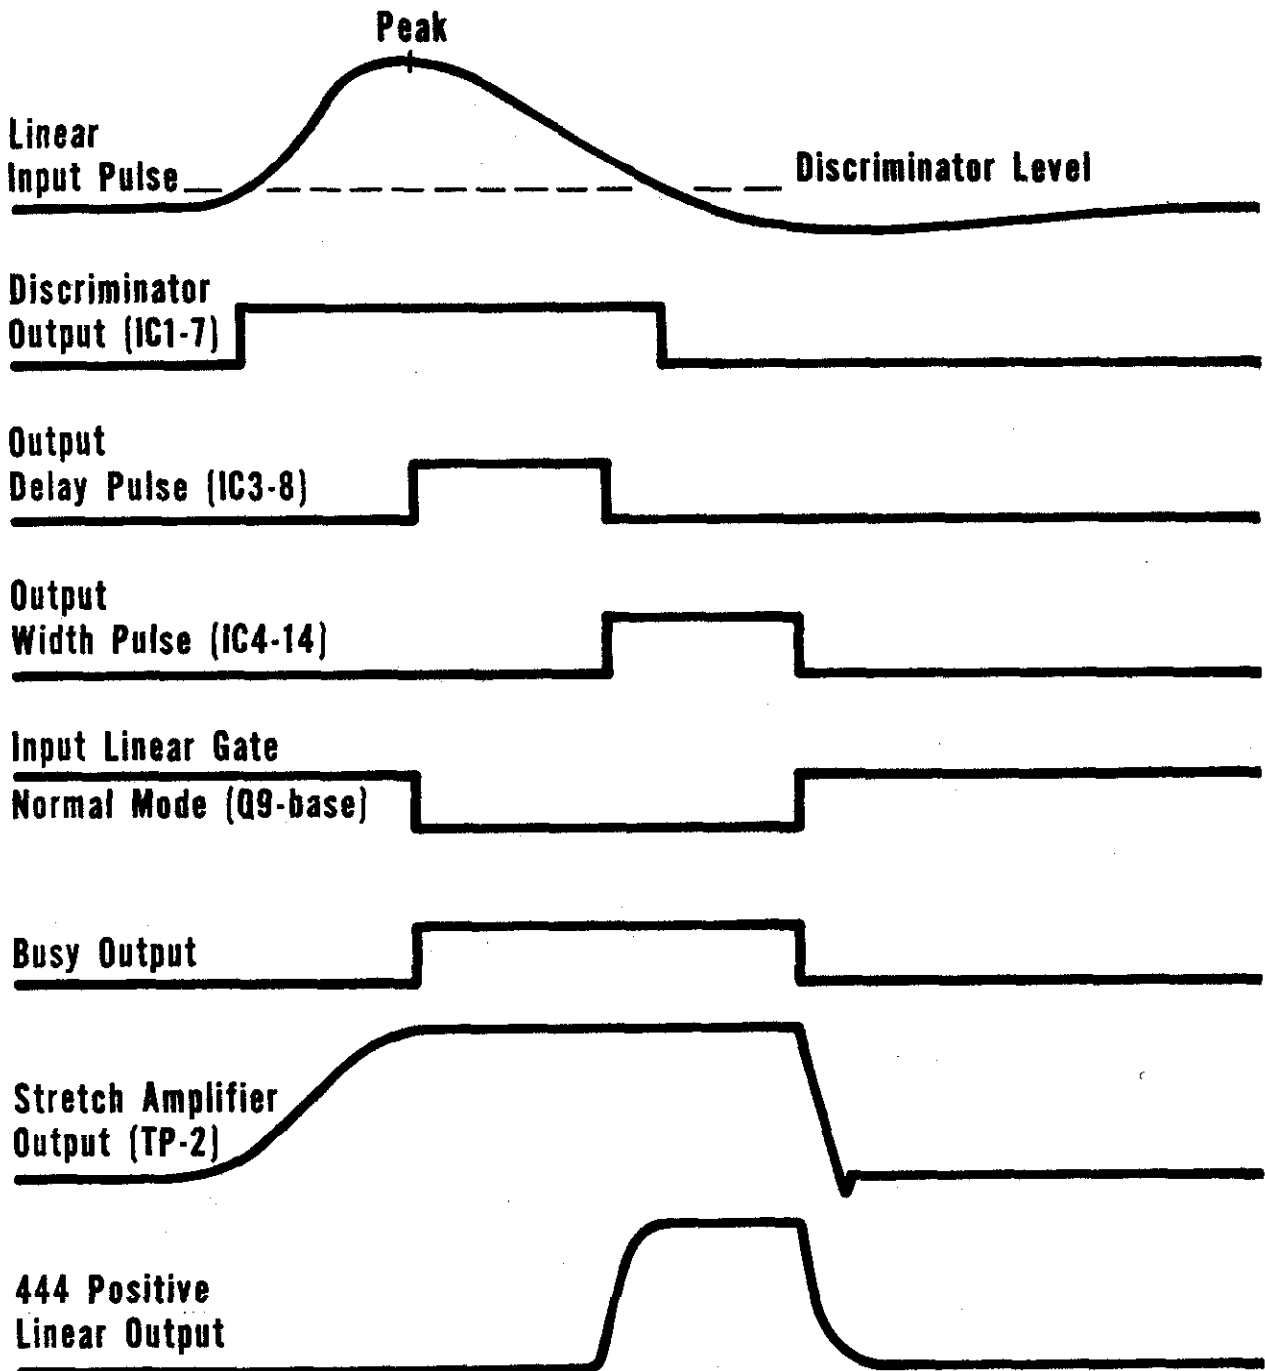 Peak
Linear
Input Pulse
Discriminator Level
Discriminator
Output (IC1-7)
Output
Delay Pulse (IC3-8)
Output
Width Pulse (IC4-14)
Input Linear Gate
Normal Mode (Q9-base)
Busy Output
Stretch Amplifier
Output (TP-2)
444 Positive
Linear Output